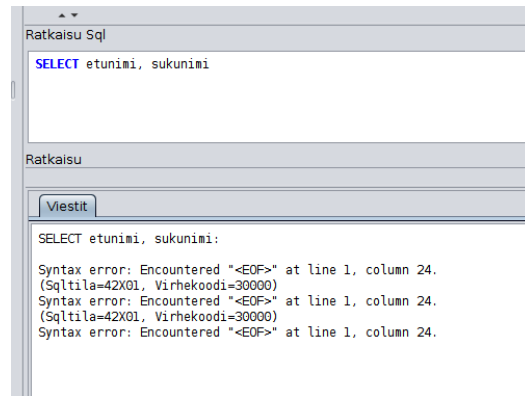 Ratkaisu Sql
SELECT etunimi, sukunimi
Ratkaisu
Viestit
SELECT etunimi, sukunimi:
Syntax error: Encountered "<EOF>" at line 1, column 24.
(Sqltila=42X01, Virhekoodi=30000)
Syntax error: Encountered "<EOF>" at line 1, column 24.
(Sqltila=42X01, Virhekoodi=30000)
Syntax error: Encountered "<EOF>" at line 1, column 24.